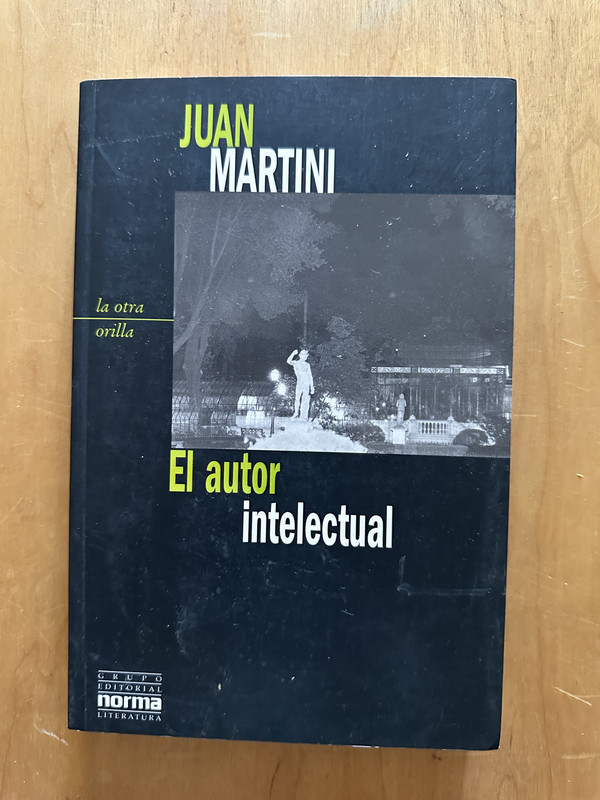 JUAN
MARTINI
la otra
orilla
El autor
intelectual
GRUPO
EDITORIAL
norma
LITERATURA